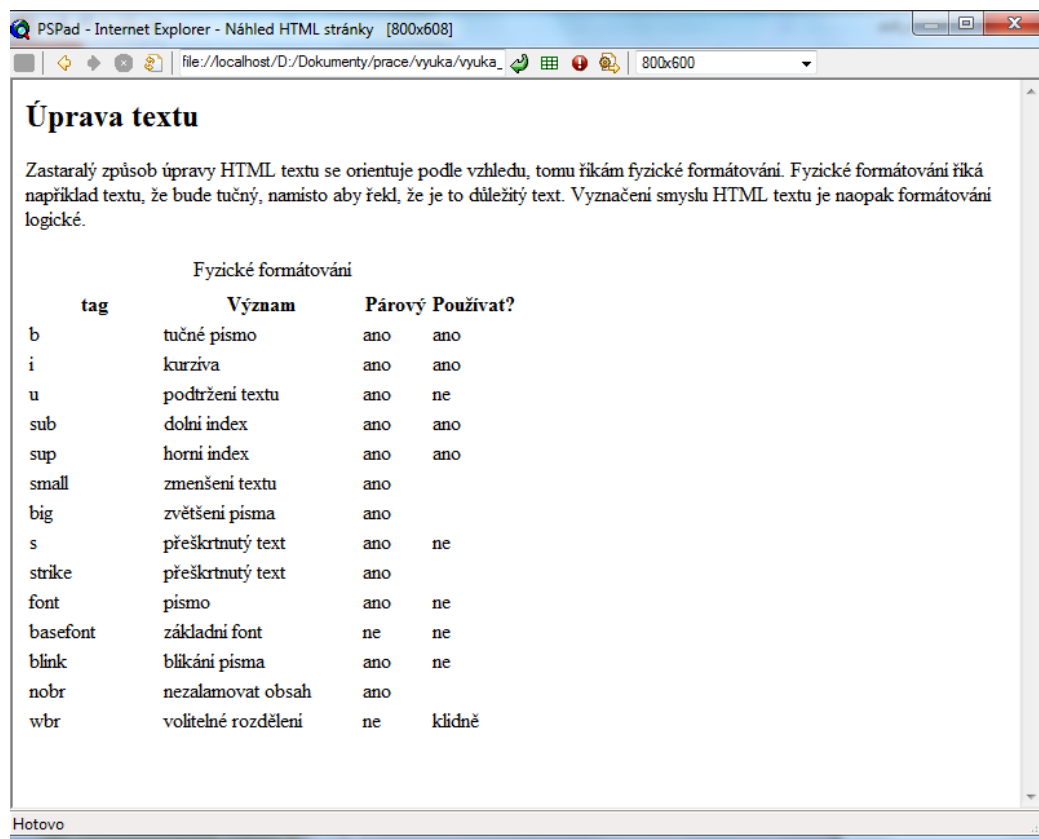 PSPad - Internet Explorer - Náhled HTML stránky [800x608]
file://localhost/D:/Dokumenty/prace/vyuka/vyuka_ 800x600
Úprava textu
Zastaralý způsob úpravy HTML textu se orientuje podle vzhledu, tomu říkám fyzické formátování. Fyzické formátování říká
například textu, že bude tučný, namísto aby řekl, že je to důležitý text. Vyznačení smyslu HTML textu je naopak formátování
logické.
Fyzické formátování
tag Význam Párový Používat?
b tučné písmo ano ano
i kurzíva ano ano
u podtržení textu ano ne
sub dolní index ano ano
sup horní index ano ano
small zmenšení textu ano
big zvětšení písma ano
s přeškrtnutý text ano ne
strike přeškrtnutý text ano
font písmo ano ne
basefont základní font ne ne
blink blikání písma ano ne
nobr nezalamovat obsah ano
wbr volitelné rozdělení ne klidně
Hotovo